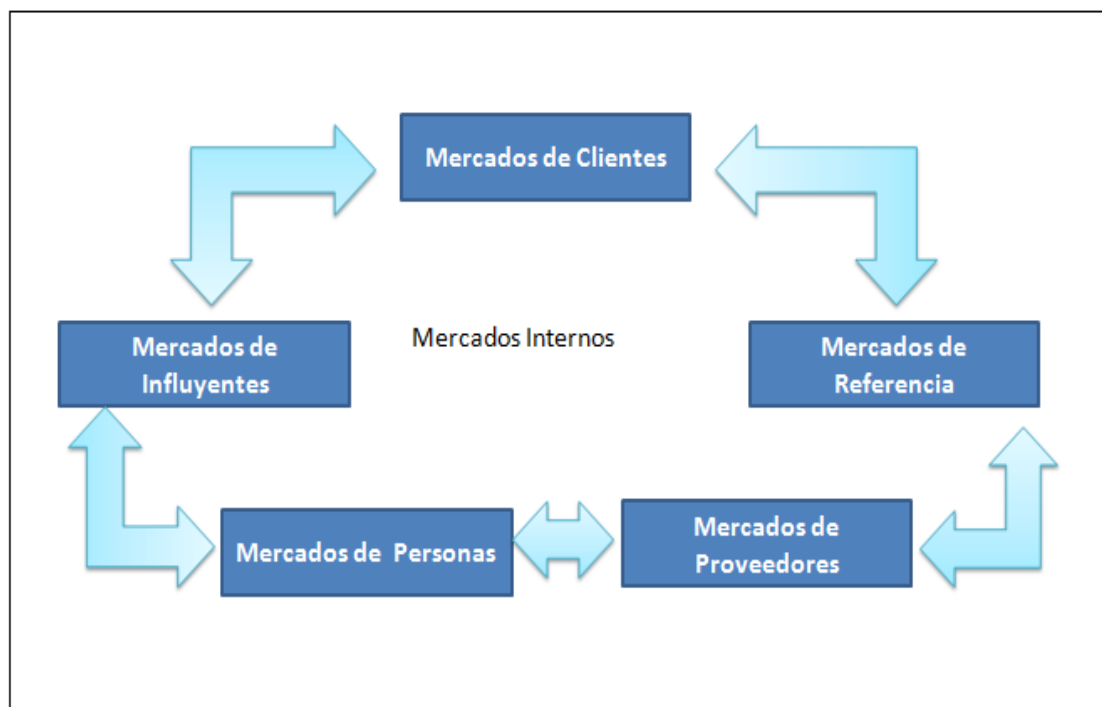 Mercados de Clientes
Mercados de
Influyentes
Mercados Internos
Mercados de
Referencia
Mercados de  Personas
Mercados de
Proveedores